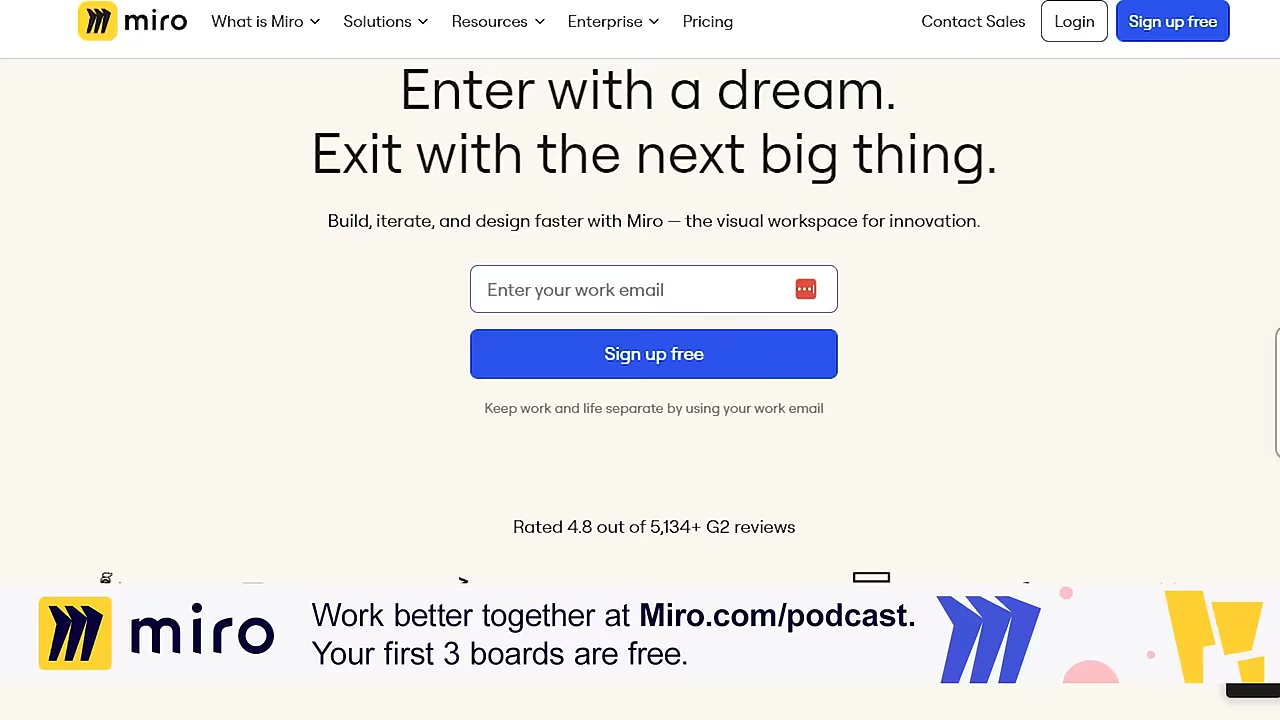 miro What is Miro Solutions Resources Enterprise Pricing Contact Sales Login Sign up free
Enter with a dream.
Exit with the next big thing.
Build, iterate, and design faster with Miro — the visual workspace for innovation.
Enter your work email
Sign up free
Keep work and life separate by using your work email
Rated 4.8 out of 5,134+ G2 reviews
miro
Work better together at Miro.com/podcast.
Your first 3 boards are free.